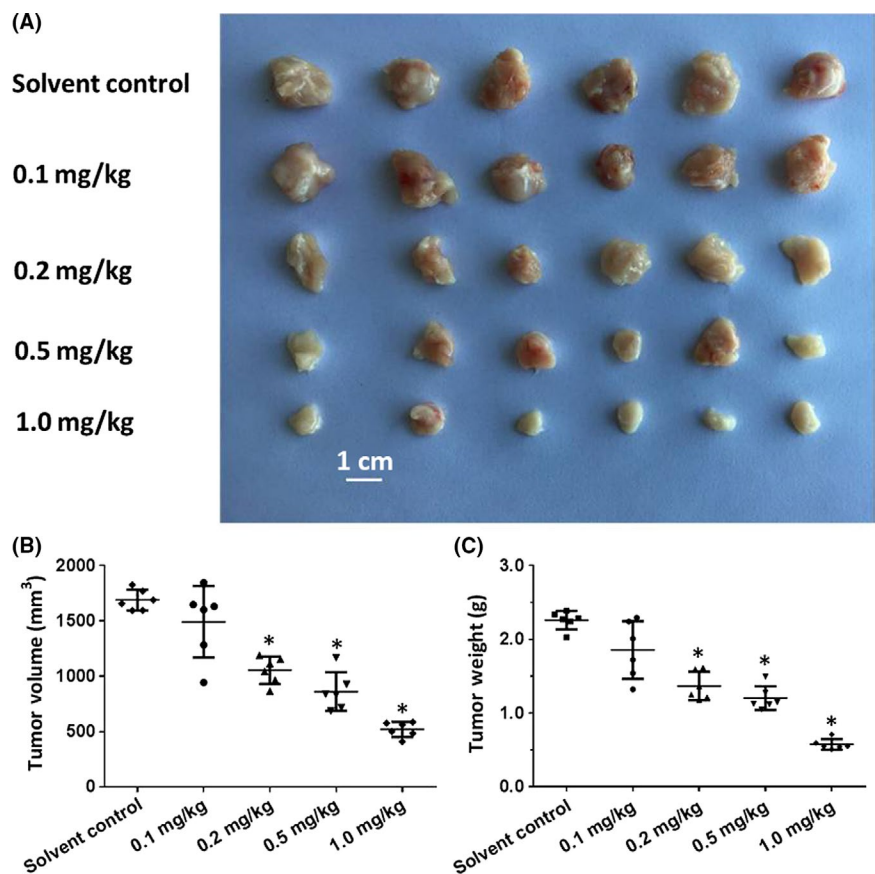 (A)
Solvent control
0.1 mg/kg
0.2 mg/kg
0.5 mg/kg
1.0 mg/kg
1 cm
(B)
Tumor volume (mm³)
2000
1500
1000
500
0
*
*
*
Solvent control
0.1 mg/kg
0.2 mg/kg
0.5 mg/kg
1.0 mg/kg
(C)
Tumor weight (g)
3.0
2.0
1.0
0.0
*
*
*
Solvent control
0.1 mg/kg
0.2 mg/kg
0.5 mg/kg
1.0 mg/kg